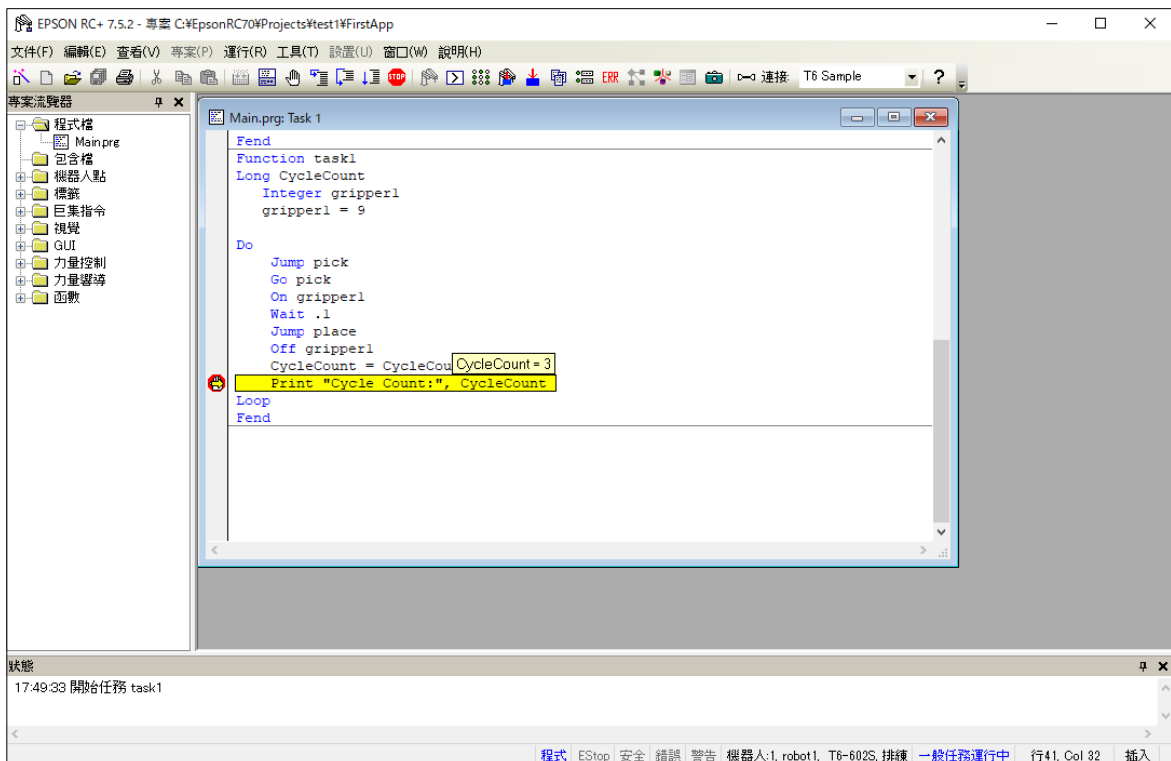 EPSON RC+ 7.5.2 - 專案 C:¥EpsonRC70¥Projects¥test1¥FirstApp
文件(F) 編輯(E) 查看(V) 專案(P) 運行(R) 工具(T) 設置(U) 窗口(W) 說明(H)
STOP ERR 連接: T6 Sample ?
專案流覽器
程式檔
Main.prg
包含檔
機器人點
標籤
巨集指令
視覺
GUI
力量控制
力量響導
函數
Main.prg: Task 1
Fend
Function task1
Long CycleCount
Integer gripper1
gripper1 = 9
Do
Jump pick
Go pick
On gripper1
Wait .1
Jump place
Off gripper1
CycleCount = CycleCou
CycleCount = 3
Print "Cycle Count:", CycleCount
Loop
Fend
狀態
17:49:33 開始任務 task1
程式 EStop 安全 錯誤 警告 機器人:1, robot1, T6-602S, 排練 一般任務運行中 行41, Col 32 插入